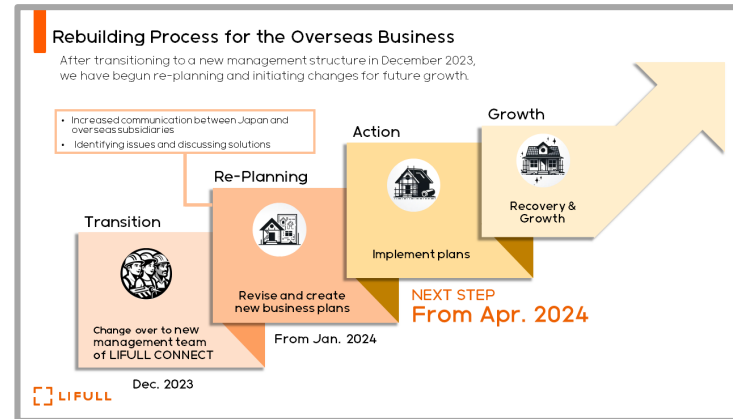 Rebuilding Process for the Overseas Business
After transitioning to a new management structure in December 2023,
we have begun re-planning and initiating changes for future growth.
• Increased communication between Japan and
overseas subsidiaries
• Identifying issues and discussing solutions
Transition
Change over to new
management team
of LIFULL CONNECT
Dec. 2023
Re-Planning
Revise and create
new business plans
From Jan. 2024
Action
Implement plans
NEXT STEP
From Apr. 2024
Growth
Recovery &
Growth
LIFULL